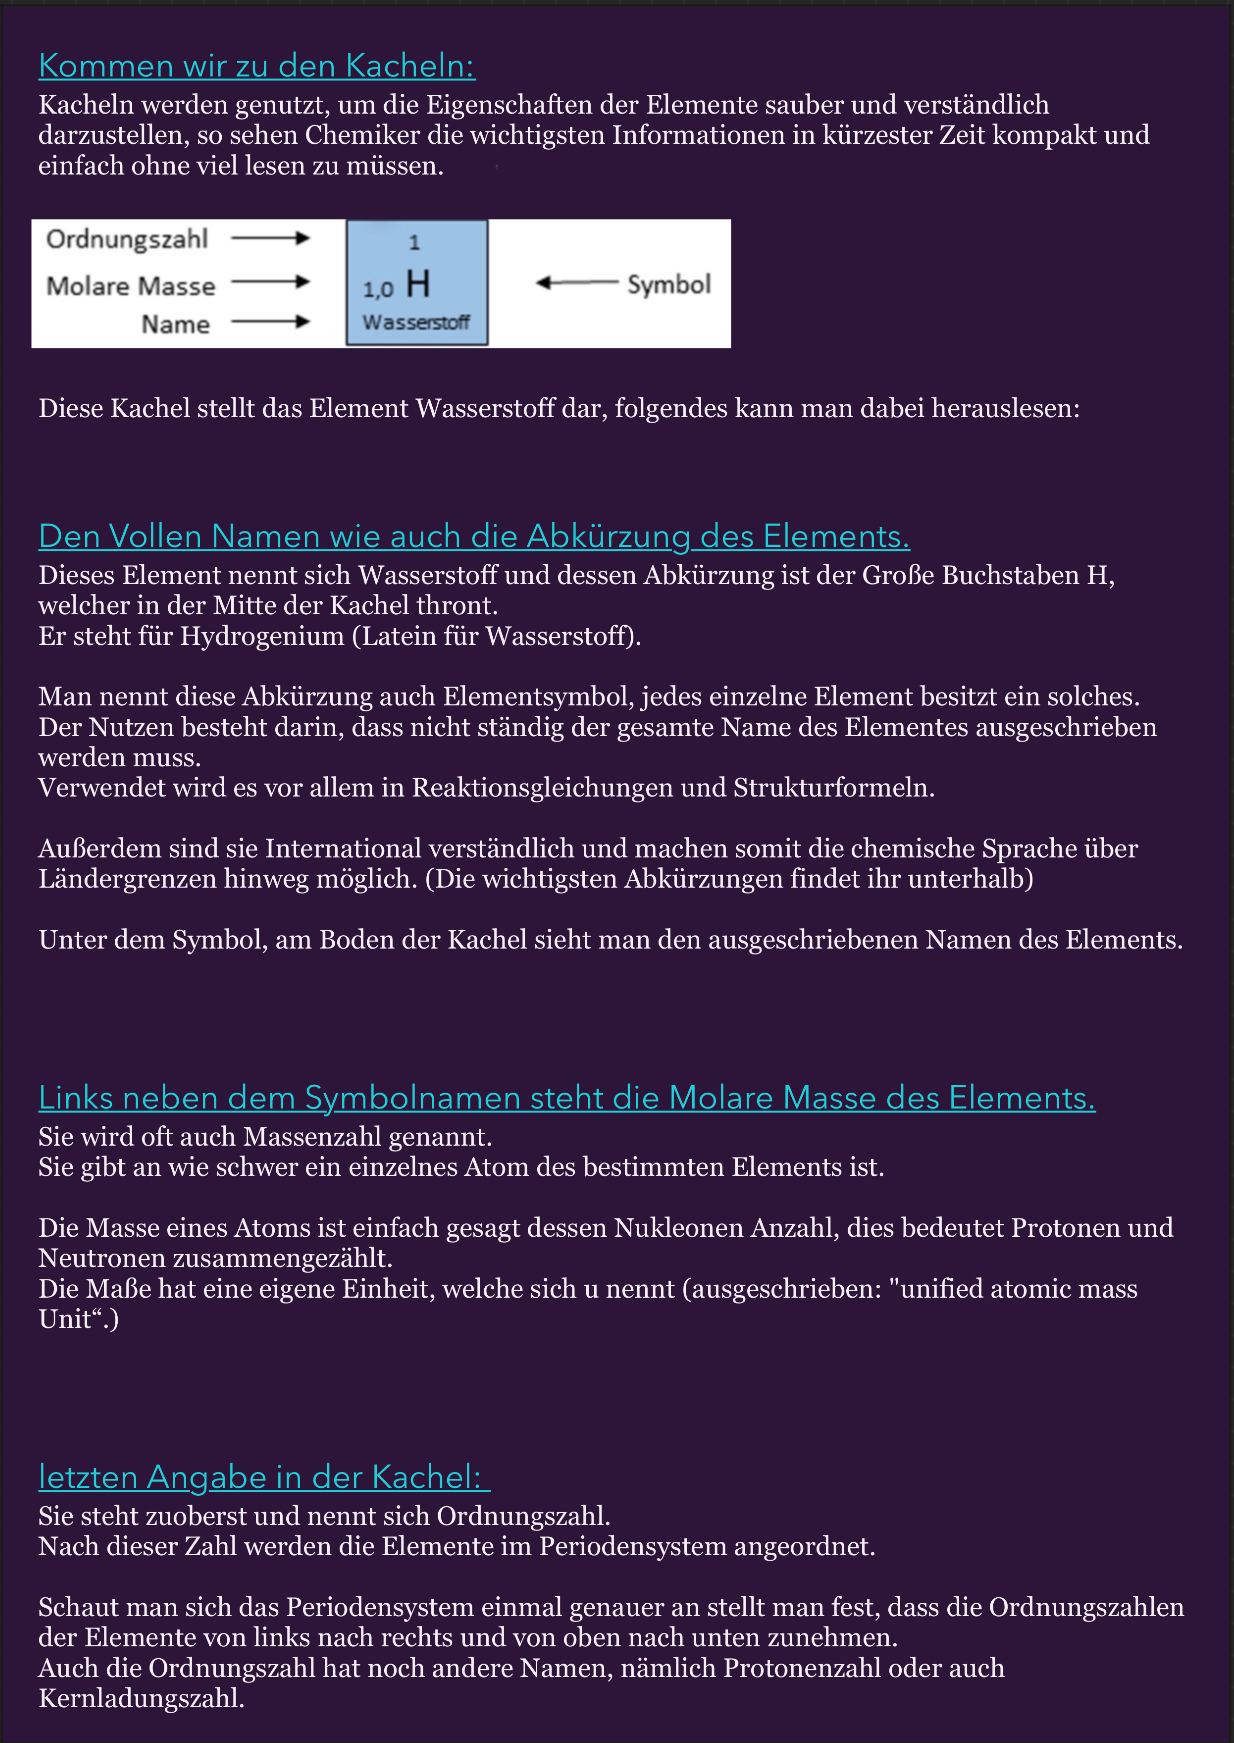 Kommen wir zu den Kacheln:
Kacheln werden genutzt, um die Eigenschaften der Elemente sauber und verständlich
darzustellen, so sehen Chemiker die wichtigsten Informationen in kürzester Zeit kompakt und
einfach ohne viel lesen zu müssen.
Ordnungszahl
1
Molare Masse
1,0 H
Symbol
Name
Wasserstoff
Diese Kachel stellt das Element Wasserstoff dar, folgendes kann man dabei herauslesen:
Den Vollen Namen wie auch die Abkürzung des Elements.
Dieses Element nennt sich Wasserstoff und dessen Abkürzung ist der Große Buchstaben H,
welcher in der Mitte der Kachel thront.
Er steht für Hydrogenium (Latein für Wasserstoff).
Man nennt diese Abkürzung auch Elementsymbol, jedes einzelne Element besitzt ein solches.
Der Nutzen besteht darin, dass nicht ständig der gesamte Name des Elementes ausgeschrieben
werden muss.
Verwendet wird es vor allem in Reaktionsgleichungen und Strukturformeln.
Außerdem sind sie International verständlich und machen somit die chemische Sprache über
Ländergrenzen hinweg möglich. (Die wichtigsten Abkürzungen findet ihr unterhalb)
Unter dem Symbol, am Boden der Kachel sieht man den ausgeschriebenen Namen des Elements.
Links neben dem Symbolnamen steht die Molare Masse des Elements.
Sie wird oft auch Massenzahl genannt.
Sie gibt an wie schwer ein einzelnes Atom des bestimmten Elements ist.
Die Masse eines Atoms ist einfach gesagt dessen Nukleonen Anzahl, dies bedeutet Protonen und
Neutronen zusammengezählt.
Die Maße hat eine eigene Einheit, welche sich u nennt (ausgeschrieben: "unified atomic mass
Unit“.)
letzten Angabe in der Kachel:
Sie steht zuoberst und nennt sich Ordnungszahl.
Nach dieser Zahl werden die Elemente im Periodensystem angeordnet.
Schaut man sich das Periodensystem einmal genauer an stellt man fest, dass die Ordnungszahlen
der Elemente von links nach rechts und von oben nach unten zunehmen.
Auch die Ordnungszahl hat noch andere Namen, nämlich Protonenzahl oder auch
Kernladungszahl.